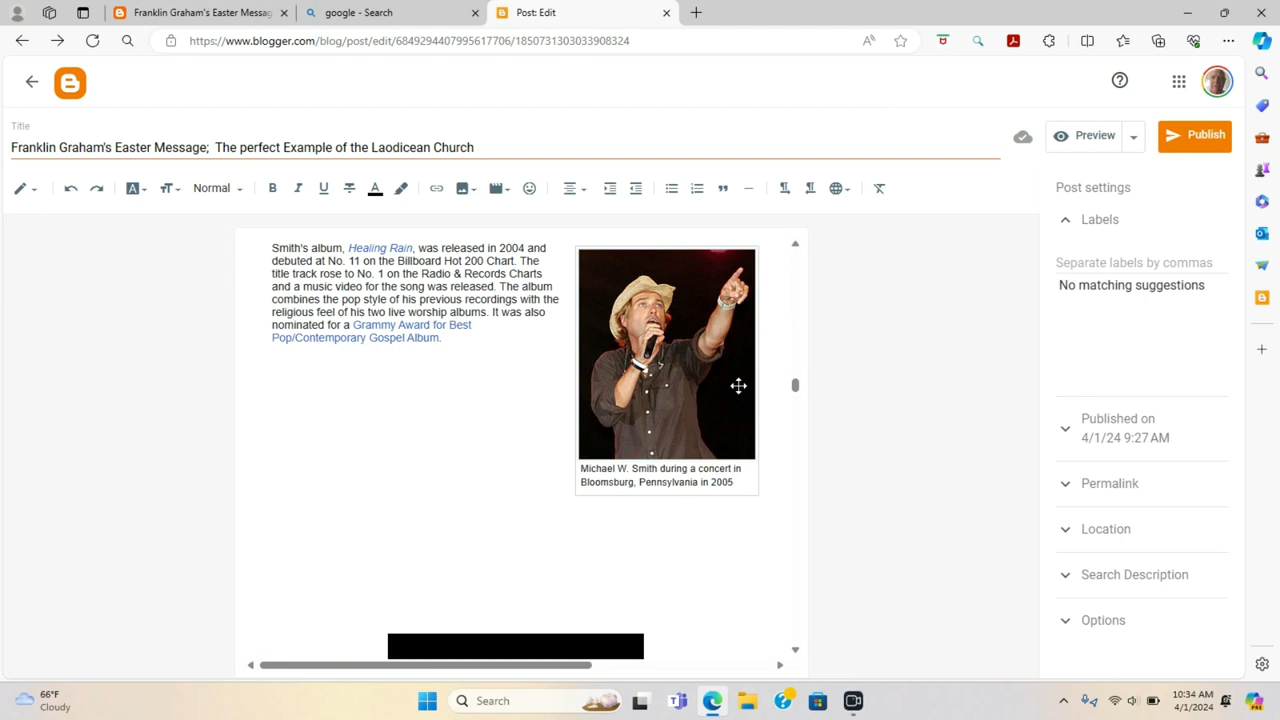 Franklin Graham's Easter Messag
google - Search
Post: Edit
https://www.blogger.com/blog/post/edit/6849294407995617706/1850731303033908324
Title
Franklin Graham's Easter Message;  The perfect Example of the Laodicean Church
Preview
Publish
Normal
Post settings
Labels
Separate labels by commas
No matching suggestions
Smith's album, Healing Rain, was released in 2004 and
debuted at No. 11 on the Billboard Hot 200 Chart. The
title track rose to No. 1 on the Radio & Records Charts
and a music video for the song was released. The album
combines the pop style of his previous recordings with the
religious feel of his two live worship albums. It was also
nominated for a Grammy Award for Best
Pop/Contemporary Gospel Album.
Michael W. Smith during a concert in
Bloomsburg, Pennsylvania in 2005
Published on
4/1/24 9:27 AM
Permalink
Location
Search Description
Options
66°F
Cloudy
Search
10:34 AM
4/1/2024